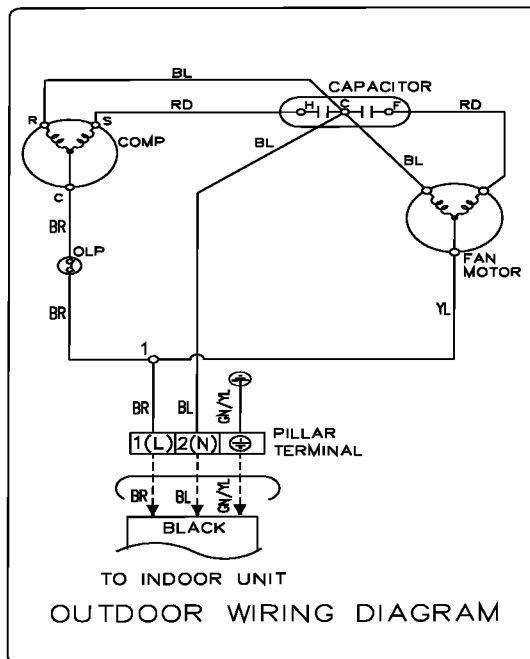 BL
CAPACITOR
H C F
RD
RD
R S
COMP
BL
BL
C
BR
OLP
FAN
MOTOR
BR
YL
1
BR
BL
GN/YL
1(L) 2(N)
PILLAR
TERMINAL
BR
BL
GN/YL
BLACK
TO INDOOR UNIT
OUTDOOR WIRING DIAGRAM